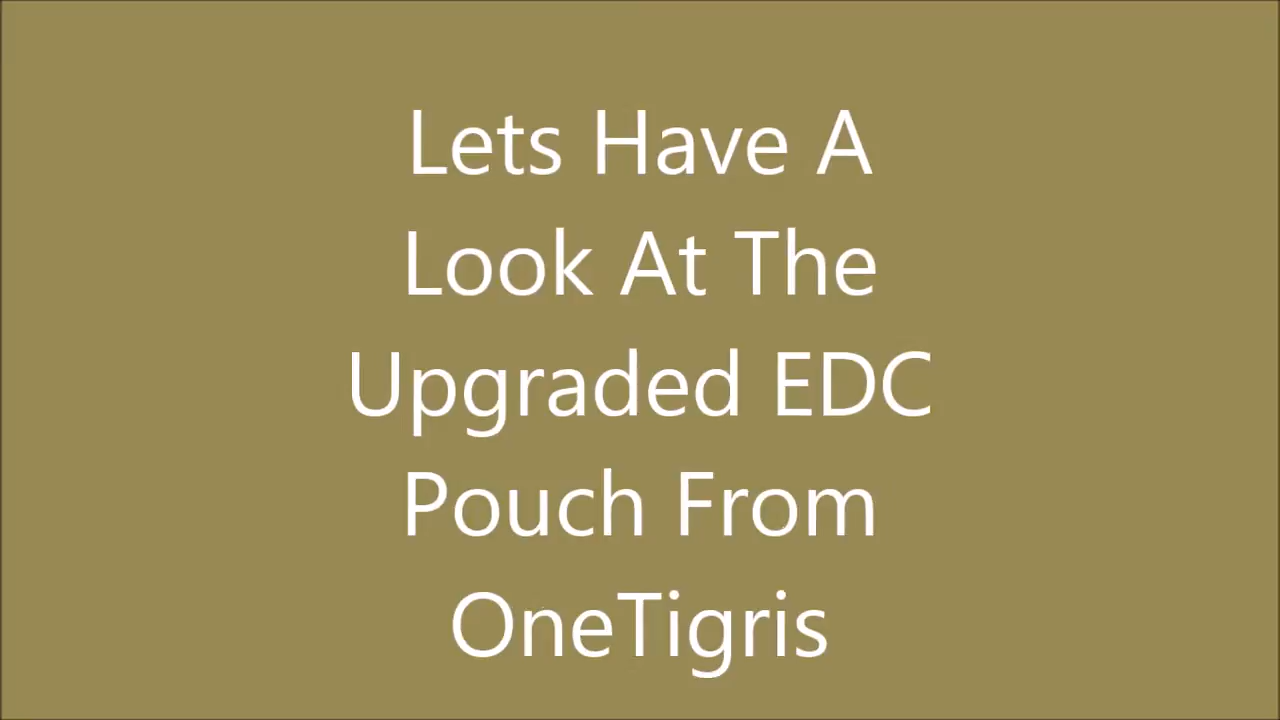 Lets Have A
Look At The
Upgraded EDC
Pouch From
OneTigris